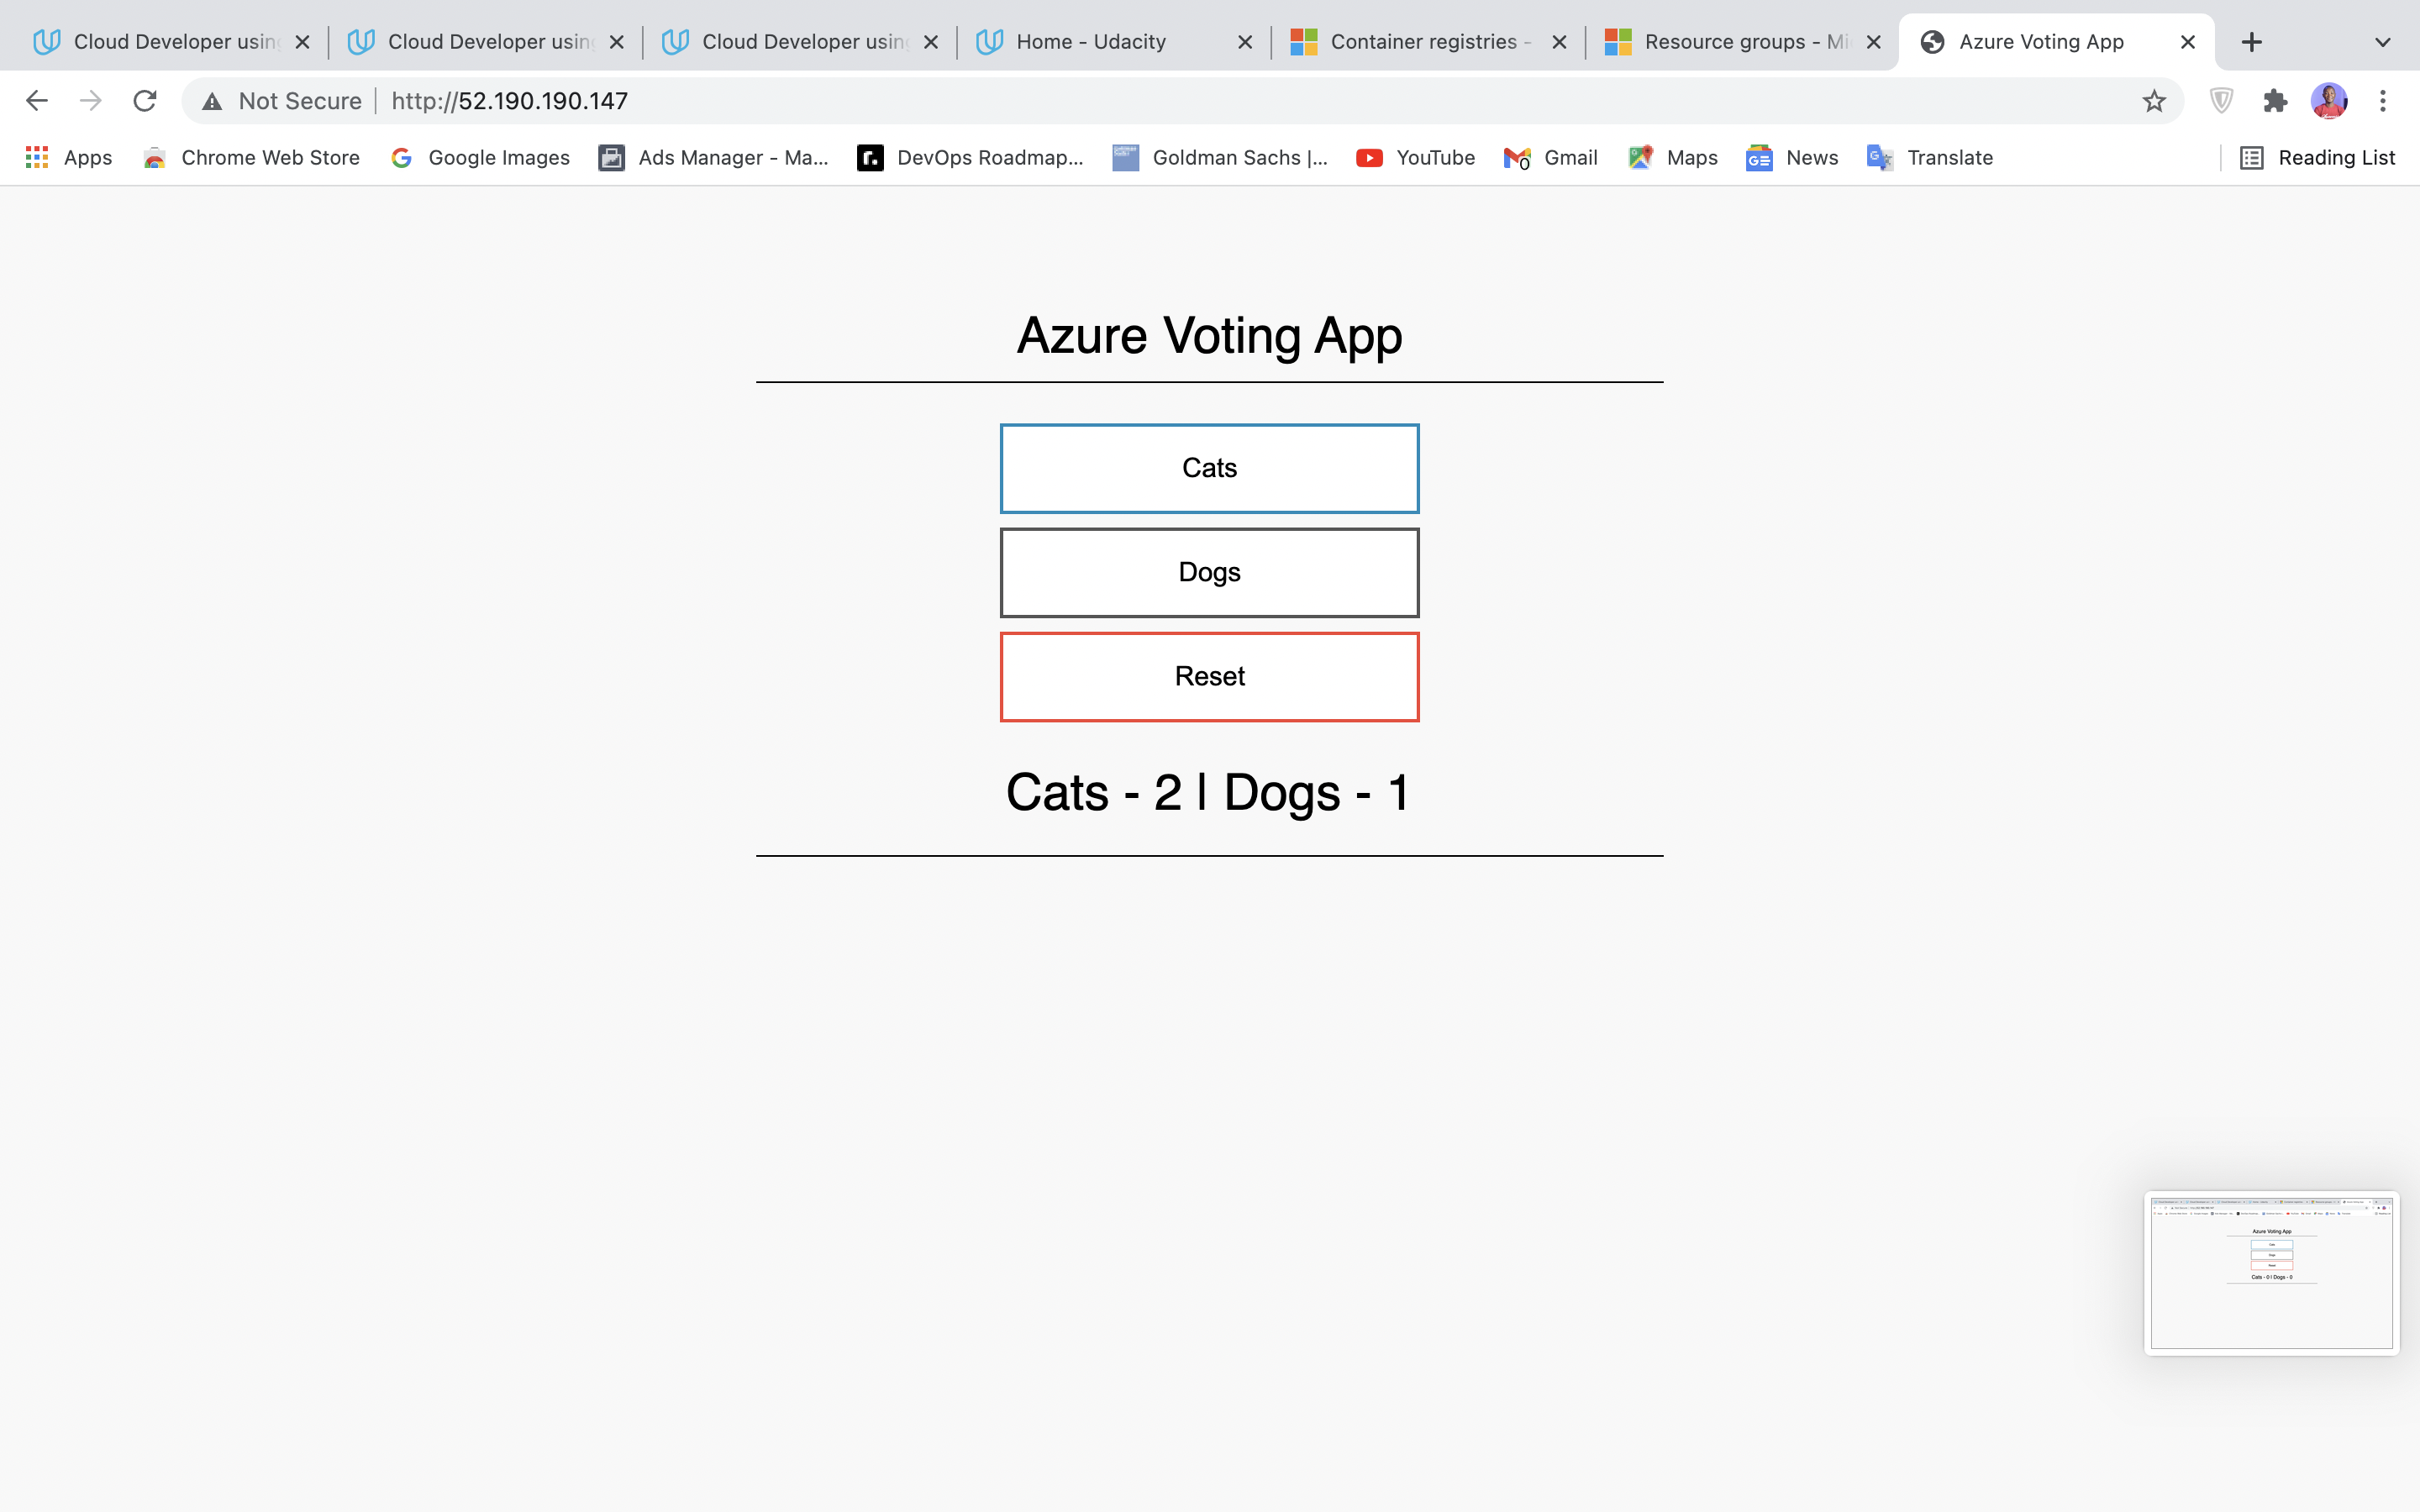 Cloud Developer using
Cloud Developer using
Cloud Developer using
Home - Udacity
Container registries -
Resource groups - Mi
Azure Voting App
Not Secure
http://52.190.190.147
Apps
Chrome Web Store
Google Images
Ads Manager - Ma...
DevOps Roadmap...
Goldman Sachs |...
YouTube
Gmail
Maps
News
Translate
Reading List
Azure Voting App
Cats
Dogs
Reset
Cats - 2 | Dogs - 1
Azure Voting App
Cats
Dogs
Reset
Cats - 0 | Dogs - 0